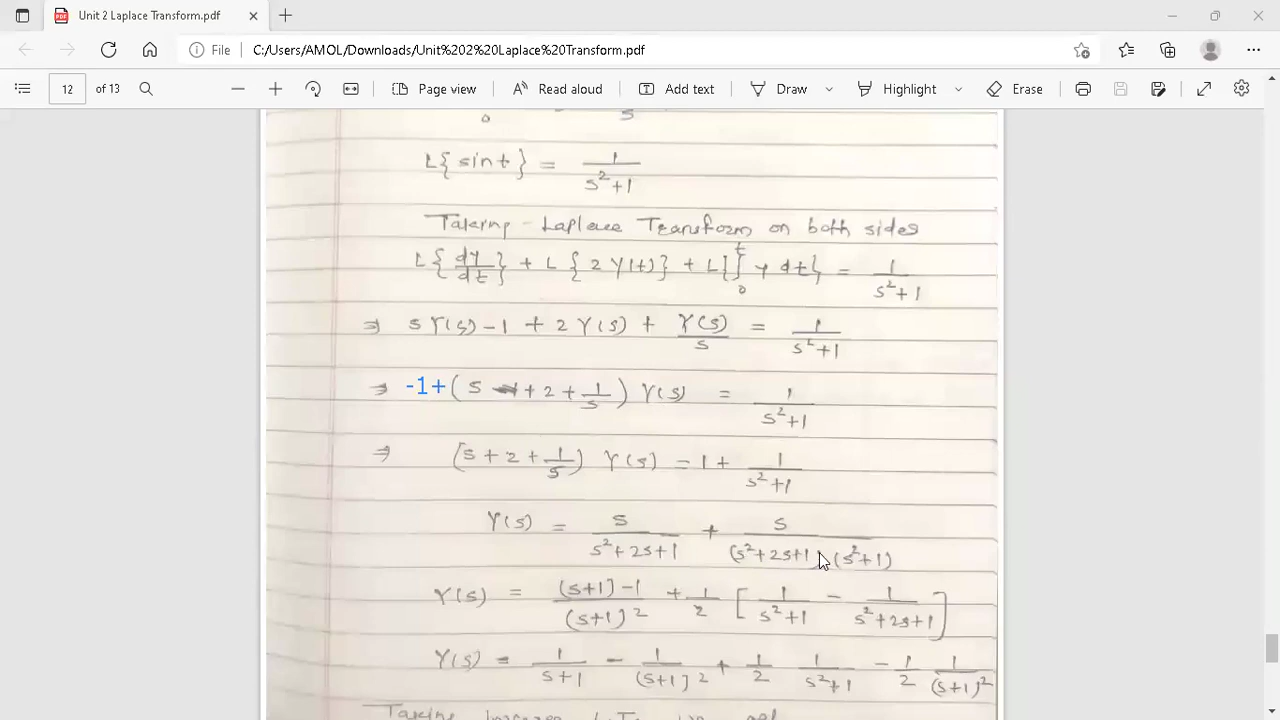 Unit 2 Laplace Transform.pdf
File C:/Users/AMOL/Downloads/Unit%202%20Laplace%20Transform.pdf
12 of 13 Page view Read aloud Add text Draw Highlight Erase
L{sint} = 1/(s²+1)
Taking Laplace Transform on both sides
L{dy/dt} + L{2Y(t)} + L{∫₀ᵗ y dt} = 1/(s²+1)
⇒ sY(s)-1 + 2Y(s) + Y(s)/s = 1/(s²+1)
⇒ -1+(s + 2 + 1/s) Y(s) = 1/(s²+1)
⇒ (s+2+1/s) Y(s) = 1 + 1/(s²+1)
Y(s) = s/(s²+2s+1) + s/((s²+2s+1)(s²+1))
Y(s) = ((s+1)-1)/(s+1)² + 1/2 [1/(s²+1) - 1/(s²+2s+1)]
Y(s) = 1/(s+1) - 1/(s+1)² + 1/2 1/(s²+1) - 1/2 1/(s+1)²